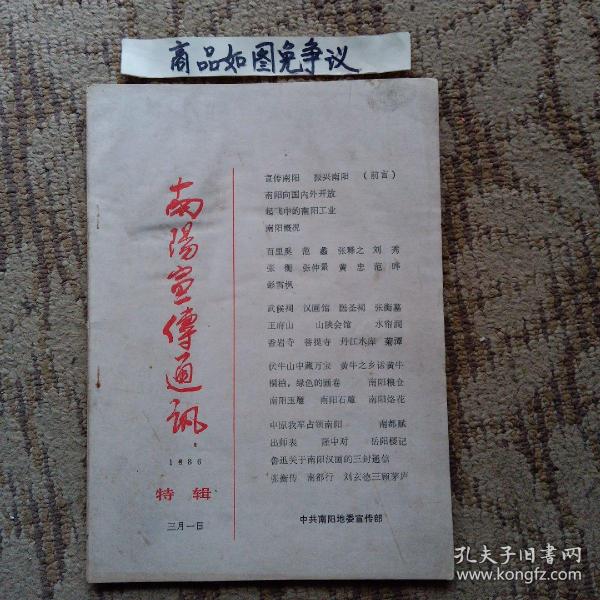 商品如图免争议
南陽宣傳通訊
1986
特辑
三月一日
宣传南阳 振兴南阳 （前言）
南阳向国内外开放
起飞中的南阳工业
南阳概况
百里奚 范蠡 张释之 刘秀
张衡 张仲景 黄忠 范晔
彭雪枫
武候祠 汉画馆 医圣祠 张衡墓
王府山 山陕会馆 水帘洞
香岩寺 菩提寺 丹江水库 菊潭
伏牛山中藏万宝 黄牛之乡话黄牛
桐柏，绿色的画卷 南阳粮仓
南阳玉雕 南阳石雕 南阳烙花
中原我军占领南阳 南都赋
出师表 隆中对 岳阳楼记
鲁迅关于南阳汉画的三封通信
张衡传 南都行 刘玄德三顾茅庐
中共南阳地委宣传部
孔夫子旧书网
www.kongfz.com